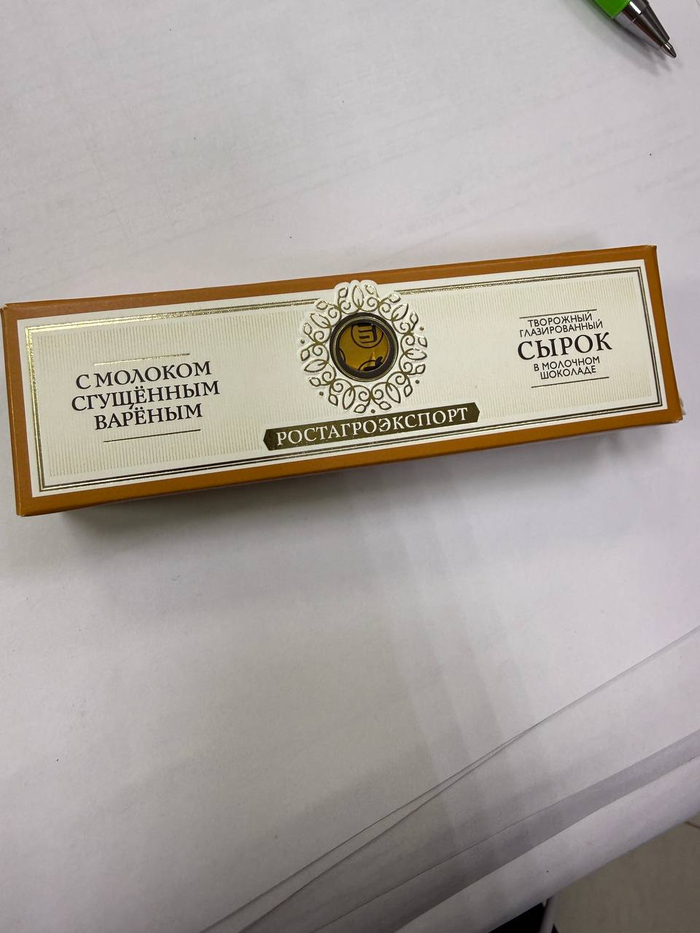 С МОЛОКОМ
СГУЩЁННЫМ
ВАРЁНЫМ
РОСТАГРОЭКСПОРТ
ТВОРОЖНЫЙ
ГЛАЗИРОВАННЫЙ
СЫРОК
В МОЛОЧНОМ
ШОКОЛАДЕ